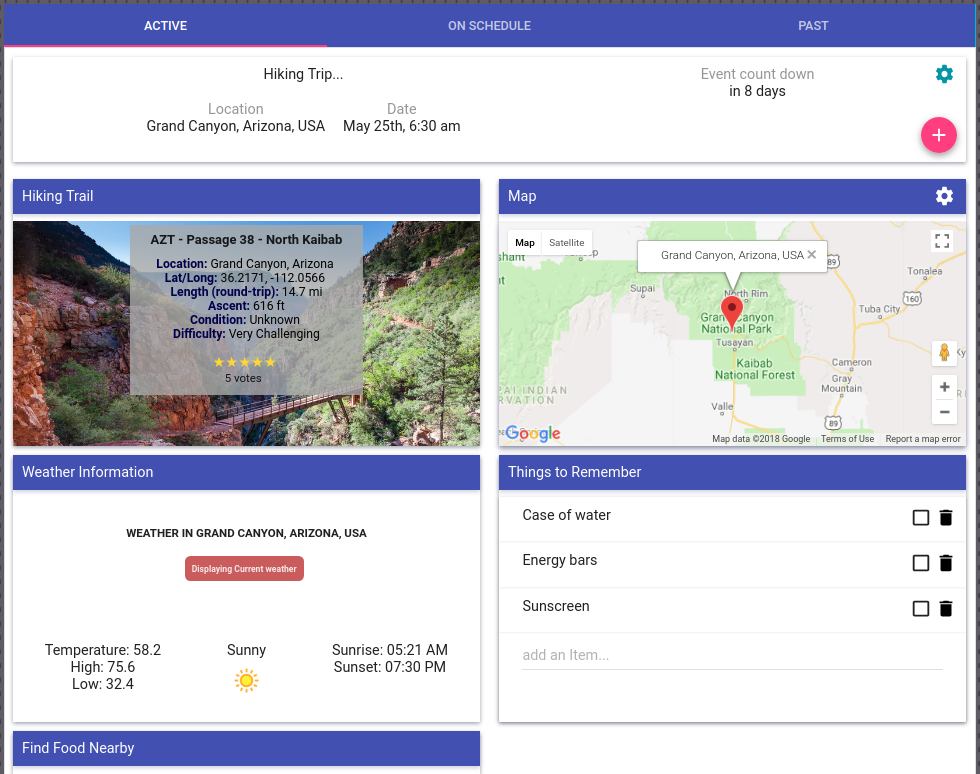 ACTIVE
ON SCHEDULE
PAST
Hiking Trip...
Location
Grand Canyon, Arizona, USA
Date
May 25th, 6:30 am
Event count down
in 8 days
+
Hiking Trail
AZT - Passage 38 - North Kaibab
Location: Grand Canyon, Arizona
Lat/Long: 36.2171, -112.0566
Length (round-trip): 14.7 mi
Ascent: 616 ft
Condition: Unknown
Difficulty: Very Challenging
★★★★★
5 votes
Map
Map
Satellite
Grand Canyon, Arizona, USA
89
Tonalea
160
Supai
North Rim
Tuba City
Grand Canyon
National Park
Tusayan
Cameron
Kaibab
National Forest
Gray
Mountain
Valle
89
Google
Map data ©2018 Google
Terms of Use
Report a map error
Weather Information
WEATHER IN GRAND CANYON, ARIZONA, USA
Displaying Current weather
Temperature: 58.2
High: 75.6
Low: 32.4
Sunny
Sunrise: 05:21 AM
Sunset: 07:30 PM
Things to Remember
Case of water
Energy bars
Sunscreen
add an Item...
Find Food Nearby